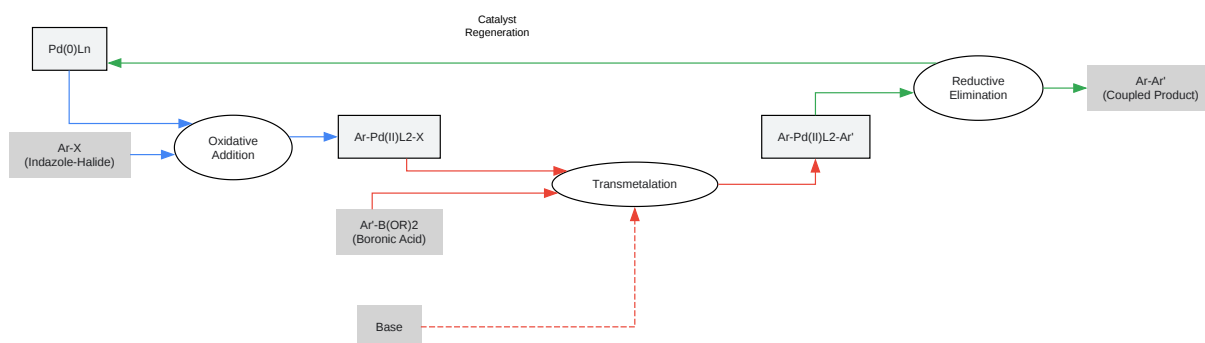 Catalyst
Regeneration
Pd(0)Ln
Reductive
Elimination
Ar-Ar'
(Coupled Product)
Ar-X
(Indazole-Halide)
Oxidative
Addition
Ar-Pd(II)L2-X
Ar-Pd(II)L2-Ar'
Transmetalation
Ar'-B(OR)2
(Boronic Acid)
Base